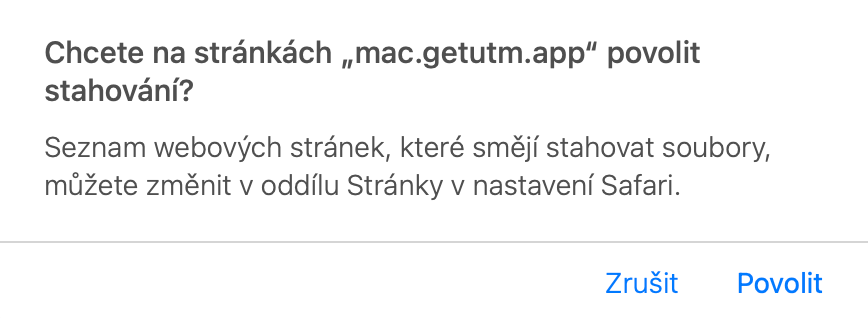 Chcete na stránkách „mac.getutm.app“ povolit
stahování?
Seznam webových stránek, které smějí stahovat soubory,
můžete změnit v oddílu Stránky v nastavení Safari.
Zrušit Povolit